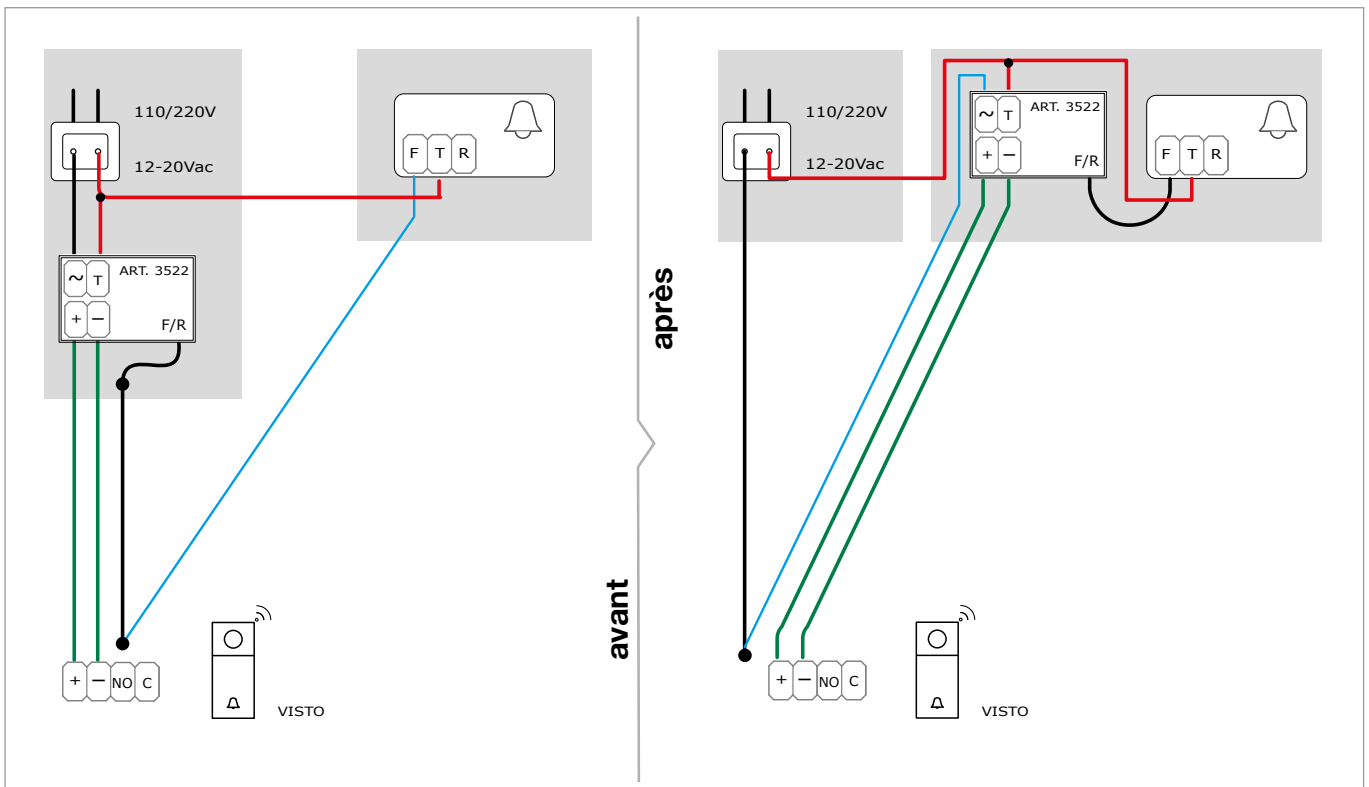 110/220V
12-20Vac
F T R
~ T
ART. 3522
+ −
F/R
+ − NO C
VISTO
avant
après
110/220V
12-20Vac
~ T
ART. 3522
+ −
F/R
F T R
+ − NO C
VISTO